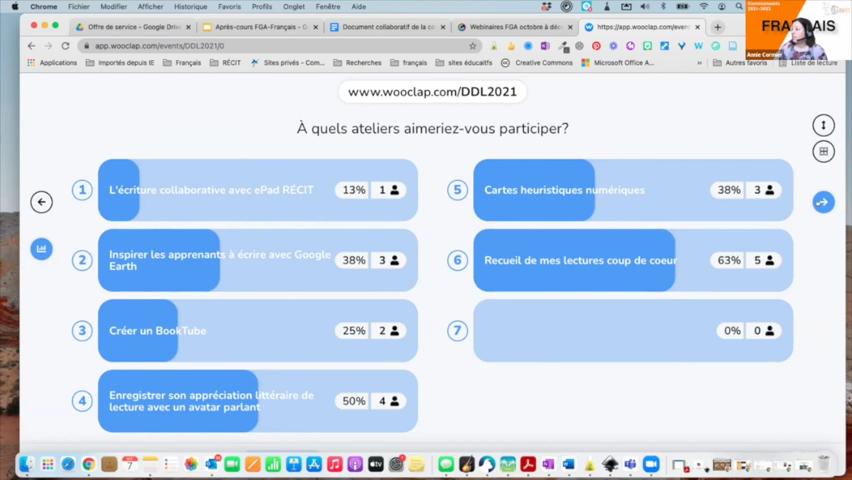 Chrome Fichier Modifier Affichage Historique Favoris Profils Onglet Fenêtre Aide
Offre de service - Google Drive
Après-cours FGA-Français - G
Document collaboratif de la co
Webinaires FGA octobre à déc
https://app.wooclap.com/even
app.wooclap.com/events/DDL2021/0
Applications Importés depuis IE Français RÉCIT Sites privés - Com... Recherches français sites éducatifs Creative Commons Microsoft Office A... Autres favoris Liste de lecture
FRANÇAIS
www.wooclap.com/DDL2021
À quels ateliers aimeriez-vous participer?
1 L'écriture collaborative avec ePad RÉCIT 13% 1
2 Inspirer les apprenants à écrire avec Google
Earth 38% 3
3 Créer un BookTube 25% 2
4 Enregistrer son appréciation littéraire de
lecture avec un avatar parlant 50% 4
5 Cartes heuristiques numériques 38% 3
6 Recueil de mes lectures coup de coeur 63% 5
7 0% 0